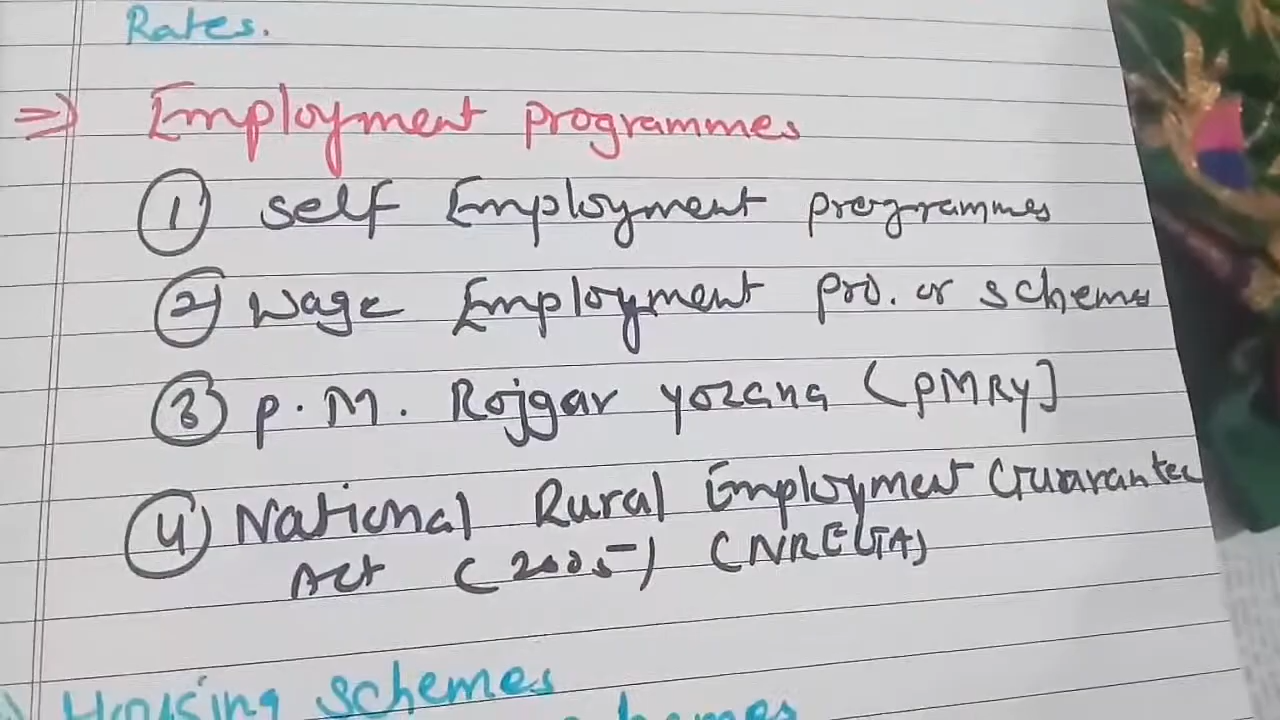 Rates.
=> Employment programmes
① self Employment programmes
② Wage Employment pro. or schems
③ P.M. Rojgar yozana (PMRY]
④ National Rural Employment Guarantee
Act (2005) (NREGA)
Housing schemes